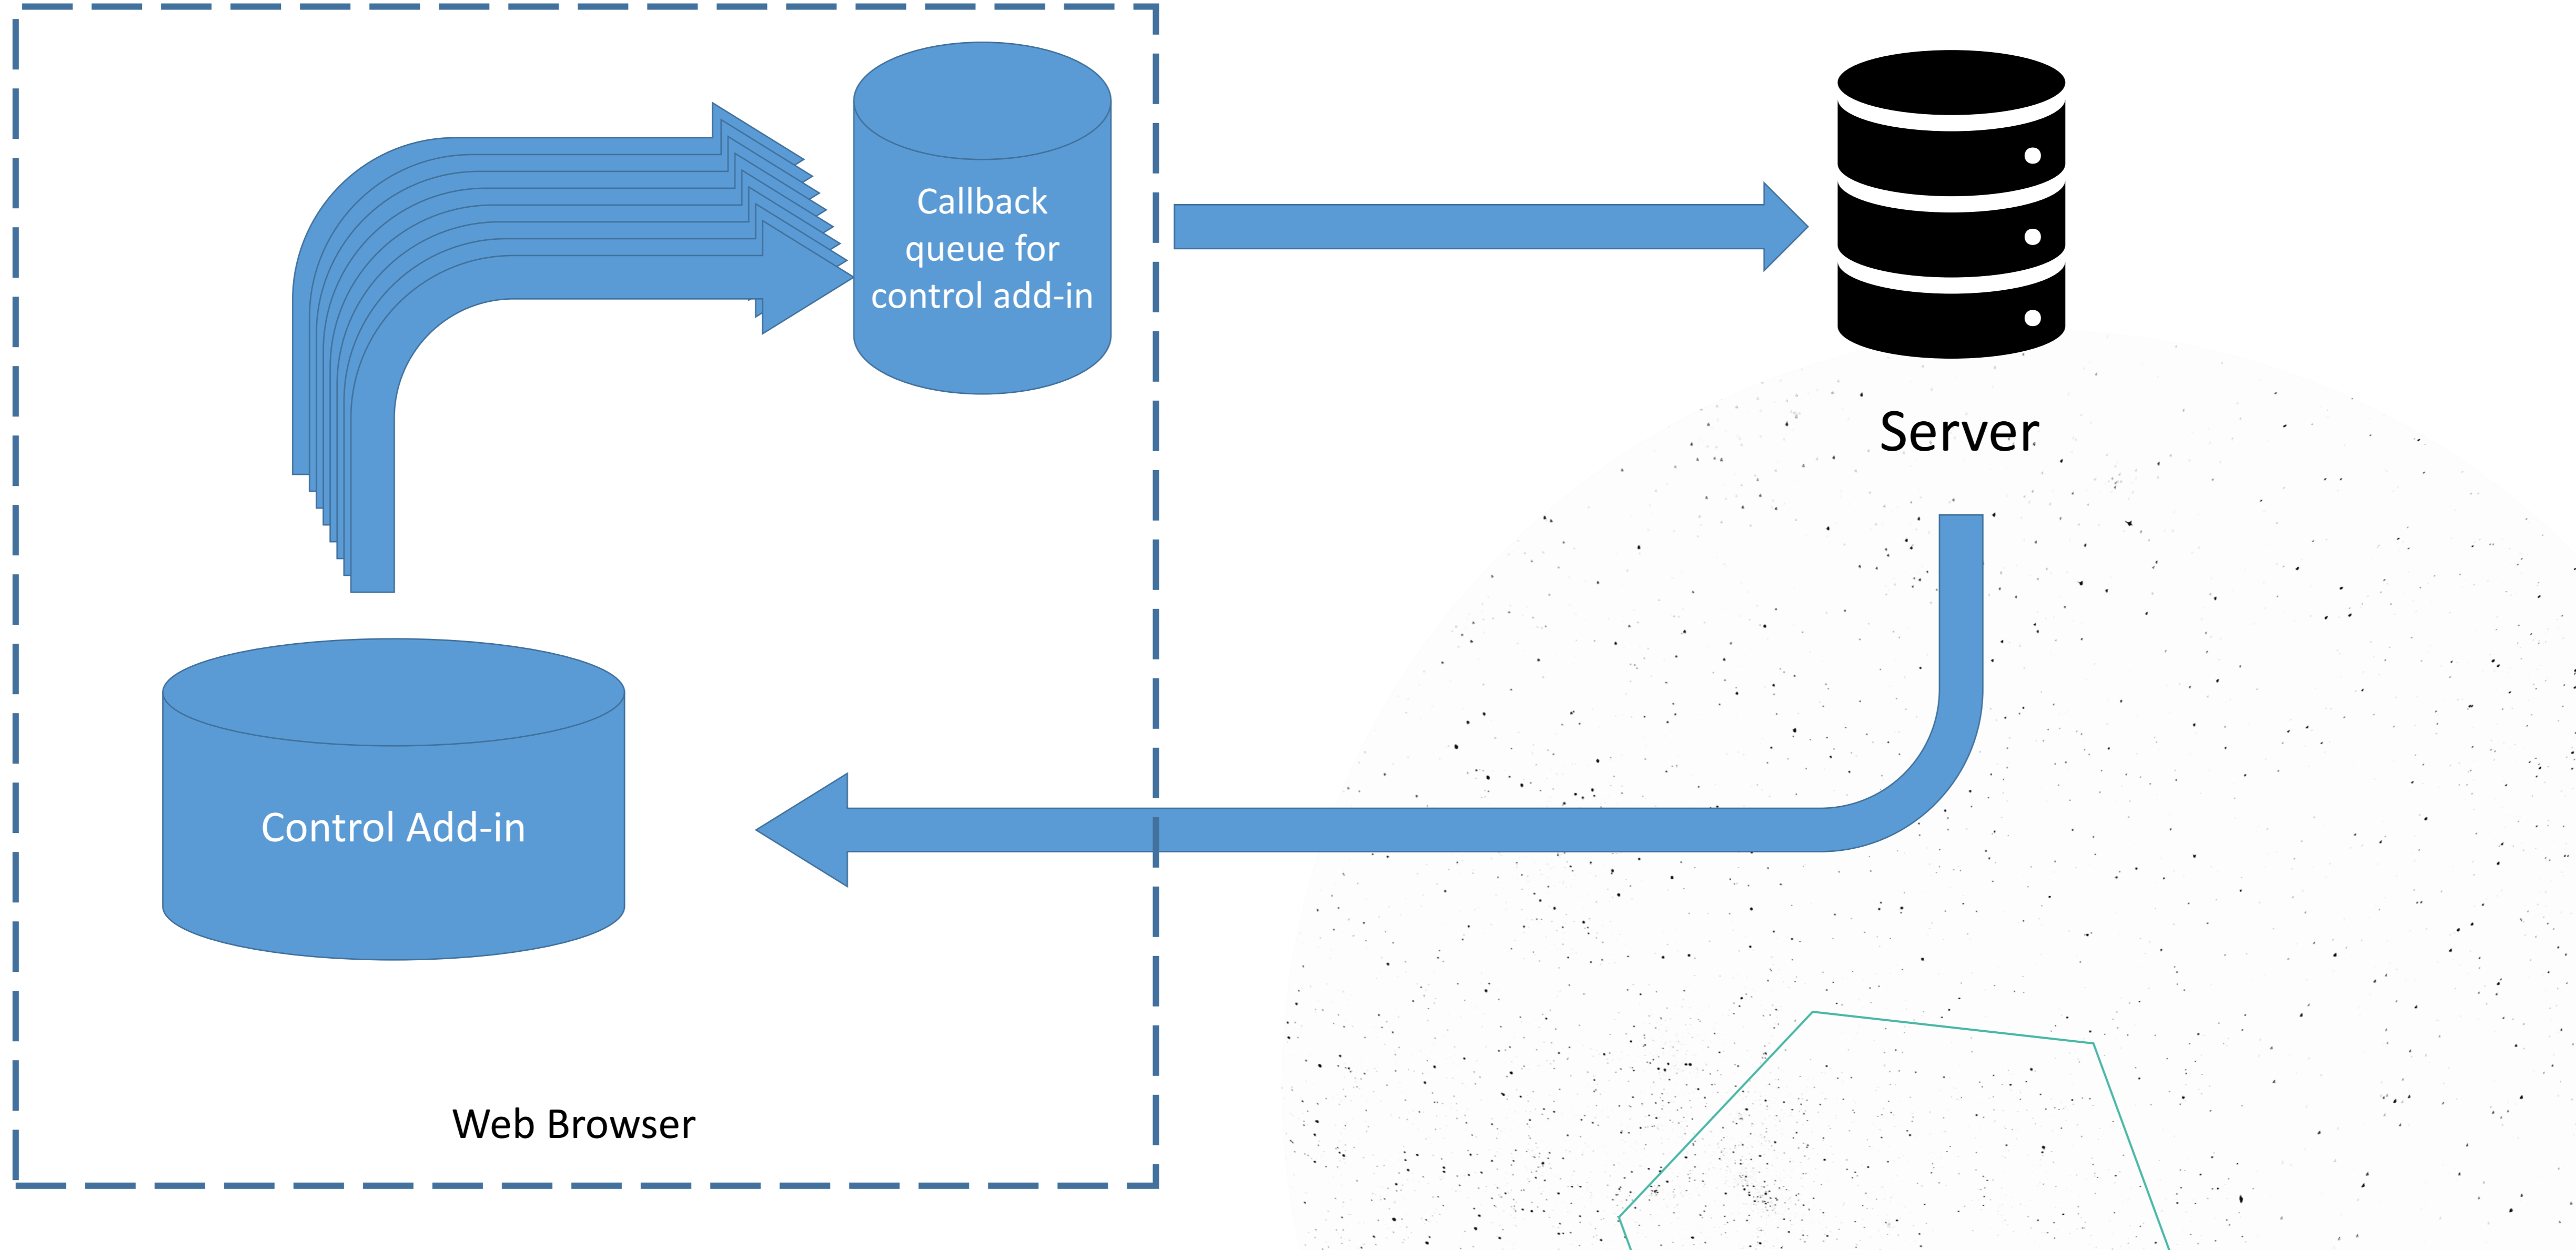 Callback
queue for
control add-in
Server
Control Add-in
Web Browser